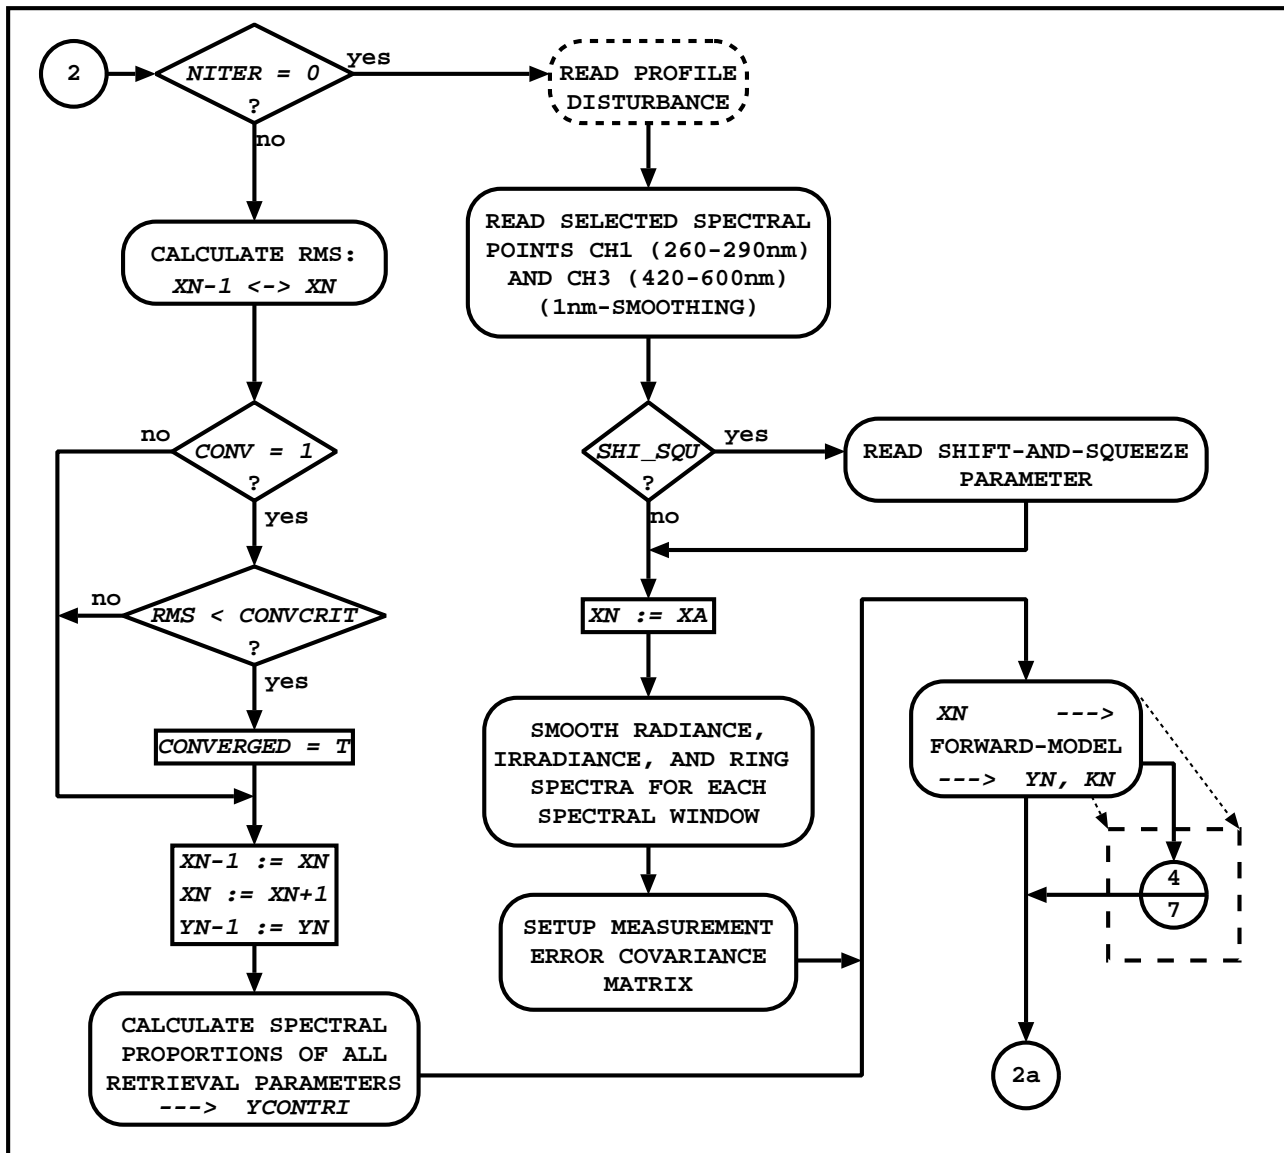 2
NITER = 0
?
yes
no
READ PROFILE
DISTURBANCE
CALCULATE RMS:
XN-1 <-> XN
READ SELECTED SPECTRAL
POINTS CH1 (260-290nm)
AND CH3 (420-600nm)
(1nm-SMOOTHING)
no
CONV = 1
?
yes
SHI_SQU
?
yes
no
READ SHIFT-AND-SQUEEZE
PARAMETER
no
RMS < CONVCRIT
?
yes
XN := XA
CONVERGED = T
SMOOTH RADIANCE,
IRRADIANCE, AND RING
SPECTRA FOR EACH
SPECTRAL WINDOW
XN --->
FORWARD-MODEL
---> YN, KN
4
7
XN-1 := XN
XN := XN+1
YN-1 := YN
SETUP MEASUREMENT
ERROR COVARIANCE
MATRIX
CALCULATE SPECTRAL
PROPORTIONS OF ALL
RETRIEVAL PARAMETERS
---> YCONTRI
2a